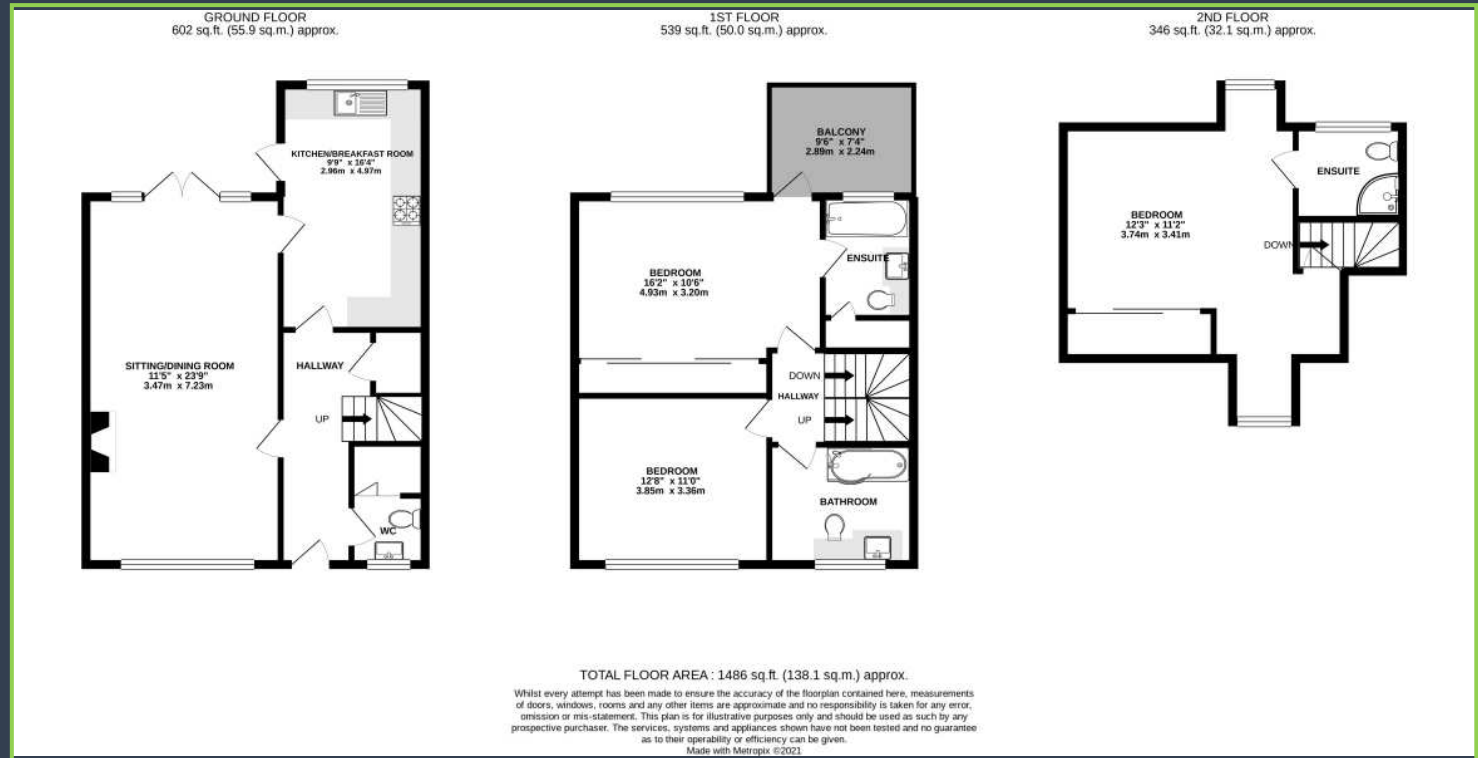 GROUND FLOOR
602 sq.ft. (55.9 sq.m.) approx.
KITCHEN/BREAKFAST ROOM
9'9" x 16'4"
2.96m x 4.97m
SITTING/DINING ROOM
11'5" x 23'9"
3.47m x 7.23m
HALLWAY
UP
WC
1ST FLOOR
539 sq.ft. (50.0 sq.m.) approx.
BALCONY
9'6" x 7'4"
2.89m x 2.24m
BEDROOM
16'2" x 10'6"
4.93m x 3.20m
ENSUITE
DOWN
HALLWAY
UP
BEDROOM
12'8" x 11'0"
3.85m x 3.36m
BATHROOM
2ND FLOOR
346 sq.ft. (32.1 sq.m.) approx.
ENSUITE
BEDROOM
12'3" x 11'2"
3.74m x 3.41m
DOWN
TOTAL FLOOR AREA : 1486 sq.ft. (138.1 sq.m.) approx.
Whilst every attempt has been made to ensure the accuracy of the floorplan contained here, measurements
of doors, windows, rooms and any other items are approximate and no responsibility is taken for any error,
omission or mis-statement. This plan is for illustrative purposes only and should be used as such by any
prospective purchaser. The services, systems and appliances shown have not been tested and no guarantee
as to their operability or efficiency can be given.
Made with Metropix ©2021